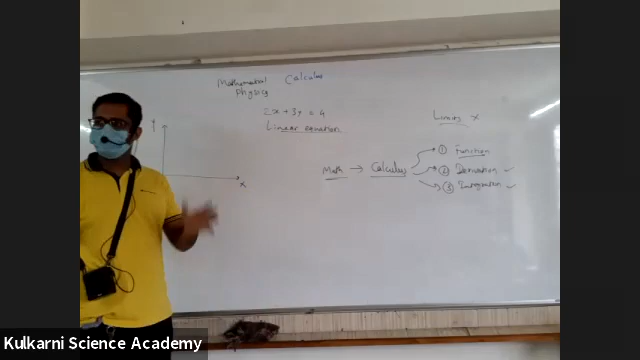 Mathematical Calculus
Physics
2x + 3y = 4
Linear equation
Limits x
Y
① Function
Math → Calculus
② Derivation ✓
③ Integration ✓
X
Kulkarni Science Academy